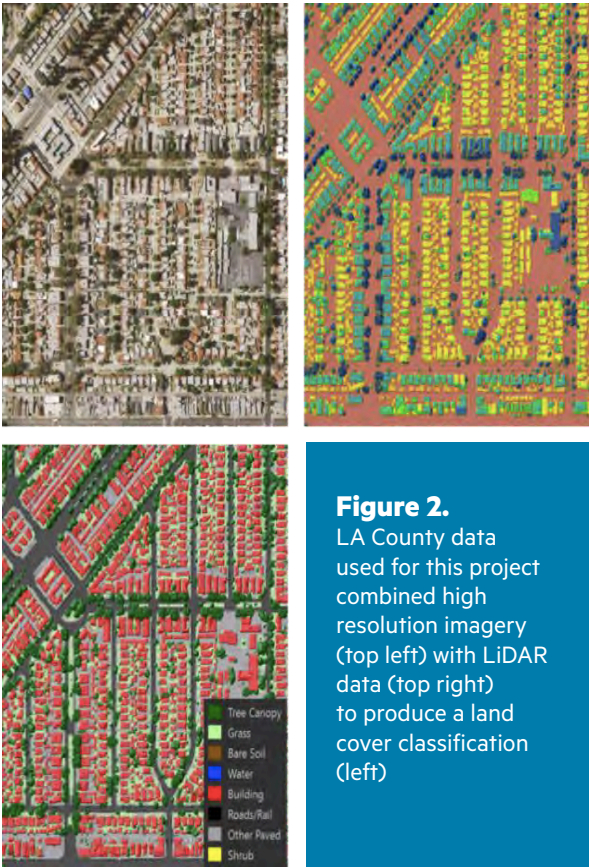 Figure 2.
LA County data
used for this project
combined high
resolution imagery
(top left) with LiDAR
data (top right)
to produce a land
cover classification
(left)
Tree Canopy
Grass
Bare Soil
Water
Building
Roads/Rail
Other Paved
Shrub